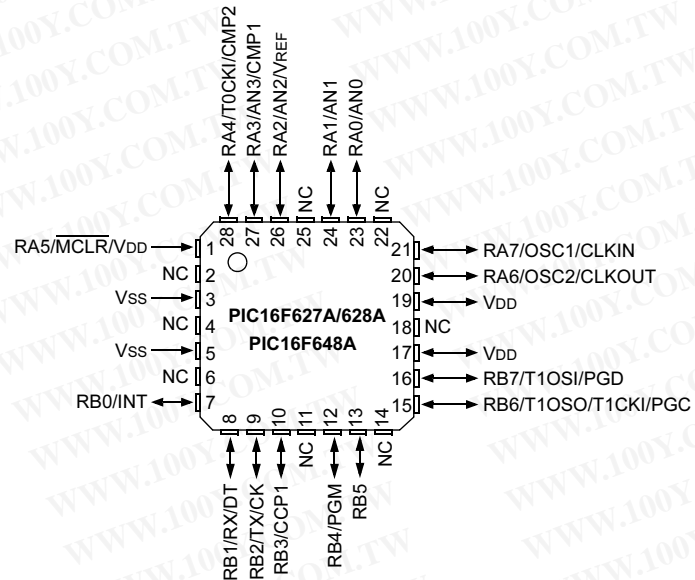 RA4/T0CKI/CMP2
RA3/AN3/CMP1
RA2/AN2/VREF
NC
RA1/AN1
RA0/AN0
NC
28
27
26
25
24
23
22
RA5/MCLR/VDD
1
NC
2
VSS
3
NC
4
VSS
5
NC
6
RB0/INT
7
PIC16F627A/628A
PIC16F648A
21
RA7/OSC1/CLKIN
20
RA6/OSC2/CLKOUT
19
VDD
18
NC
17
VDD
16
RB7/T1OSI/PGD
15
RB6/T1OSO/T1CKI/PGC
8
9
10
11
12
13
14
RB1/RX/DT
RB2/TX/CK
RB3/CCP1
NC
RB4/PGM
RB5
NC
WWW.100Y.COM.TW